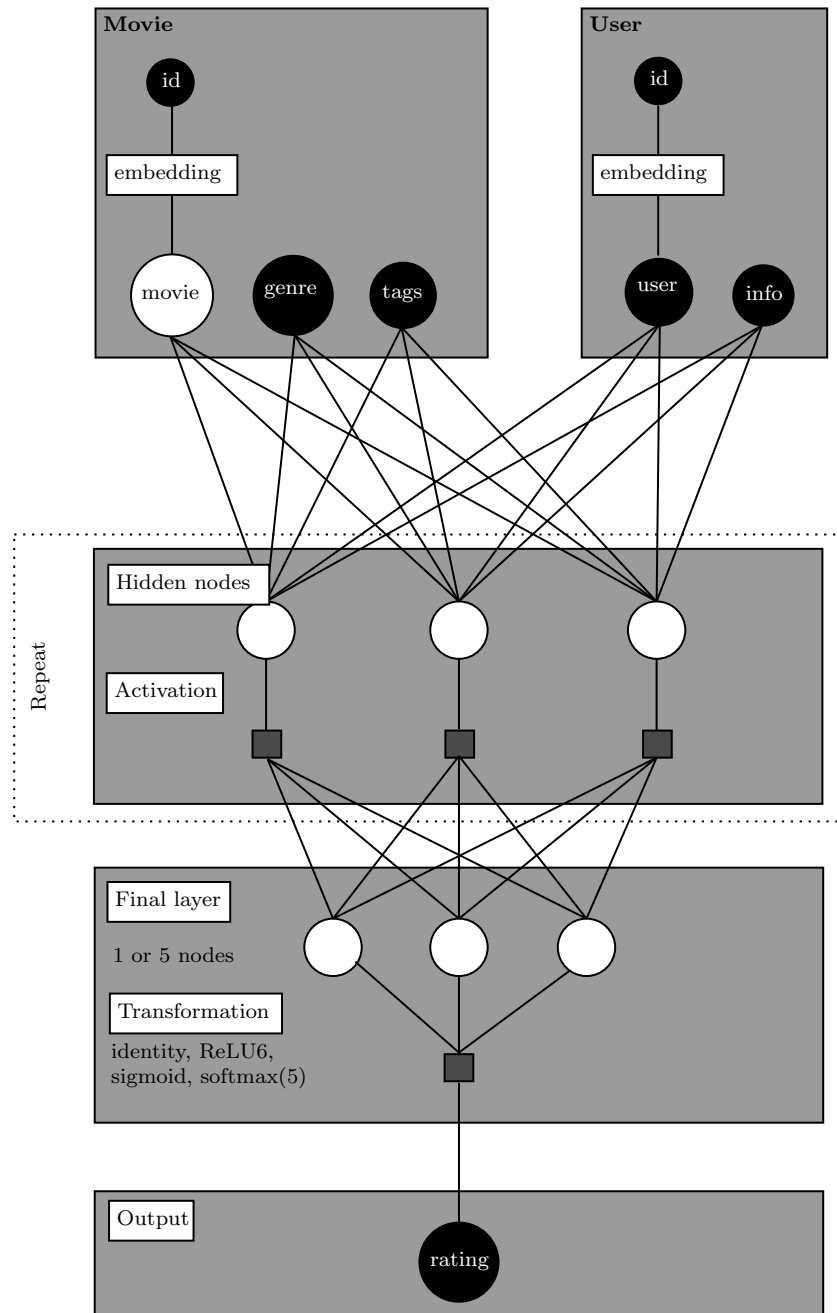 Movie
id
embedding
movie
genre
tags
User
id
embedding
user
info
Repeat
Hidden nodes
Activation
Final layer
1 or 5 nodes
Transformation
identity, ReLU6,
sigmoid, softmax(5)
Output
rating